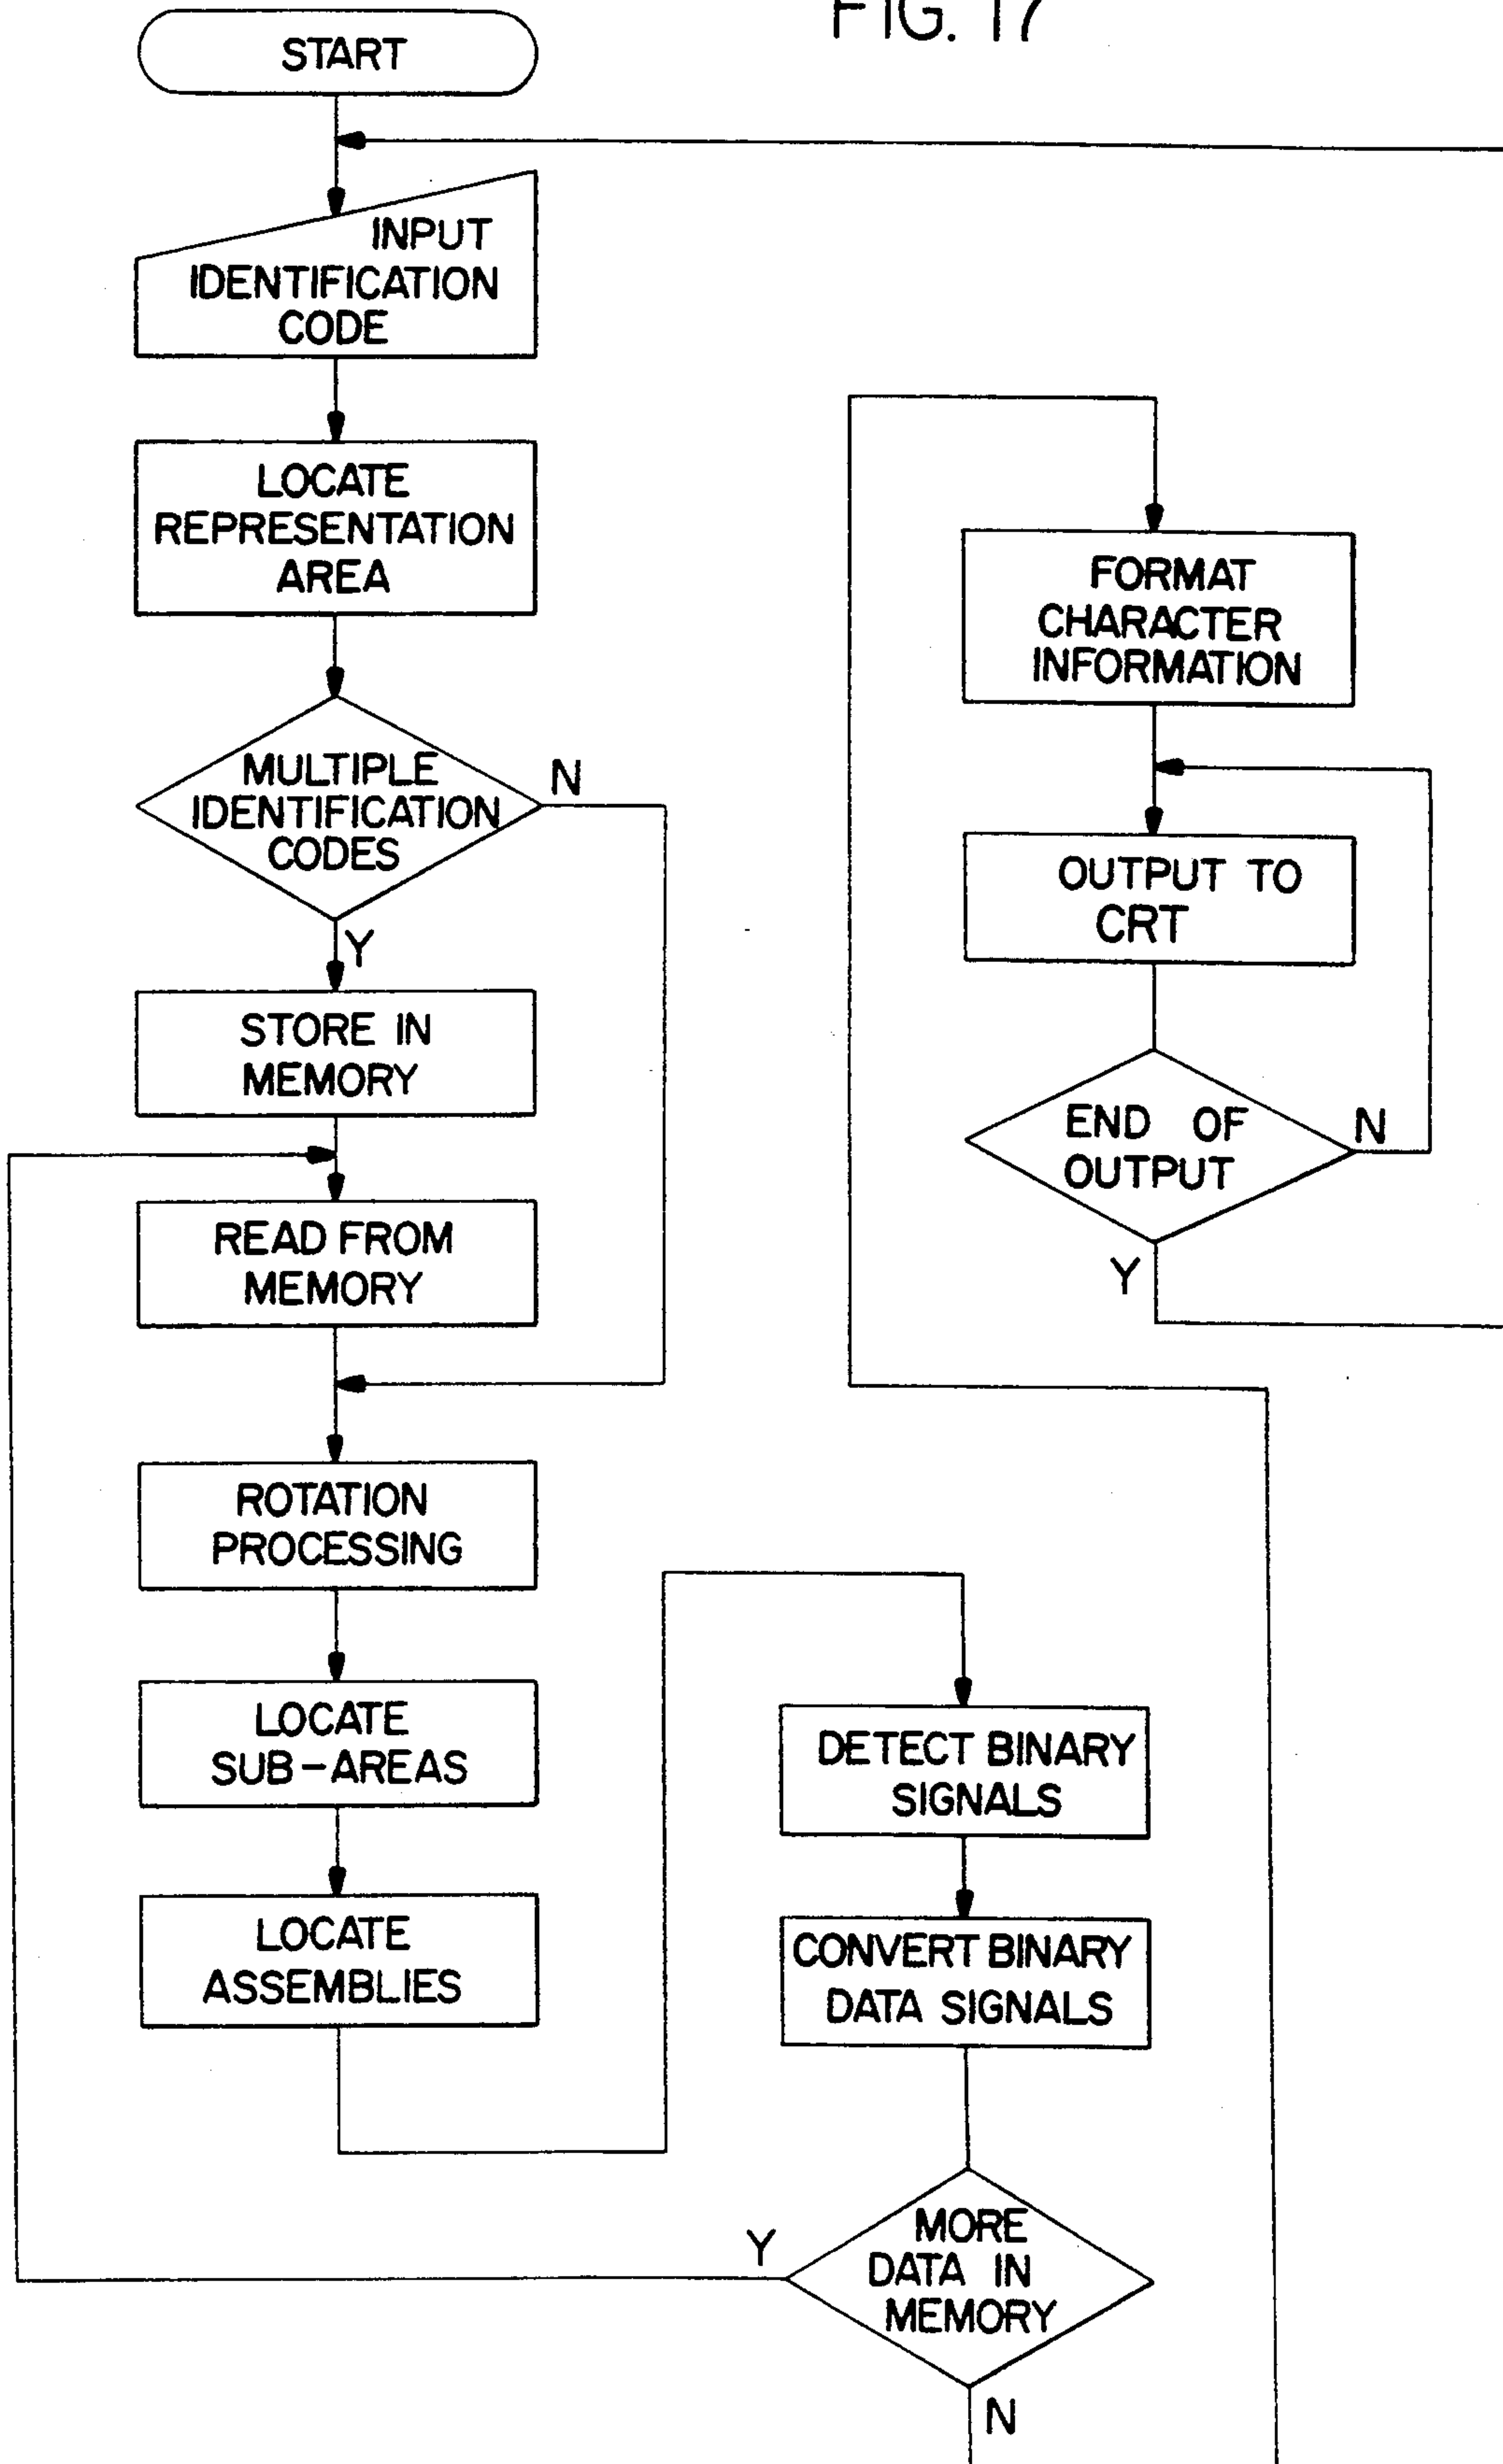 FIG. 17
START
INPUT
IDENTIFICATION
CODE
LOCATE
REPRESENTATION
AREA
MULTIPLE
IDENTIFICATION
CODES
N
Y
STORE IN
MEMORY
READ FROM
MEMORY
ROTATION
PROCESSING
LOCATE
SUB-AREAS
LOCATE
ASSEMBLIES
DETECT BINARY
SIGNALS
CONVERT BINARY
DATA SIGNALS
MORE
DATA IN
MEMORY
Y
N
FORMAT
CHARACTER
INFORMATION
OUTPUT TO
CRT
END OF
OUTPUT
N
Y